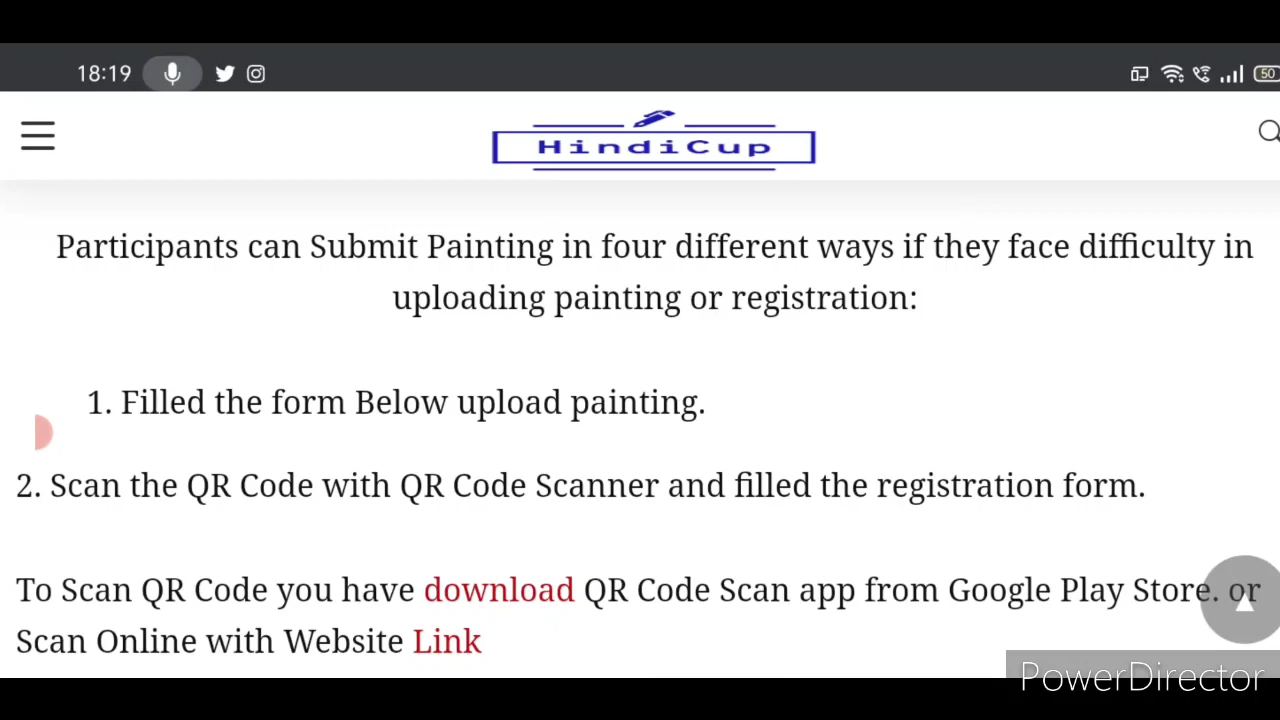 18:19
50
HindiCup
Participants can Submit Painting in four different ways if they face difficulty in
uploading painting or registration:
1. Filled the form Below upload painting.
2. Scan the QR Code with QR Code Scanner and filled the registration form.
To Scan QR Code you have download QR Code Scan app from Google Play Store. or
Scan Online with Website Link
PowerDirector